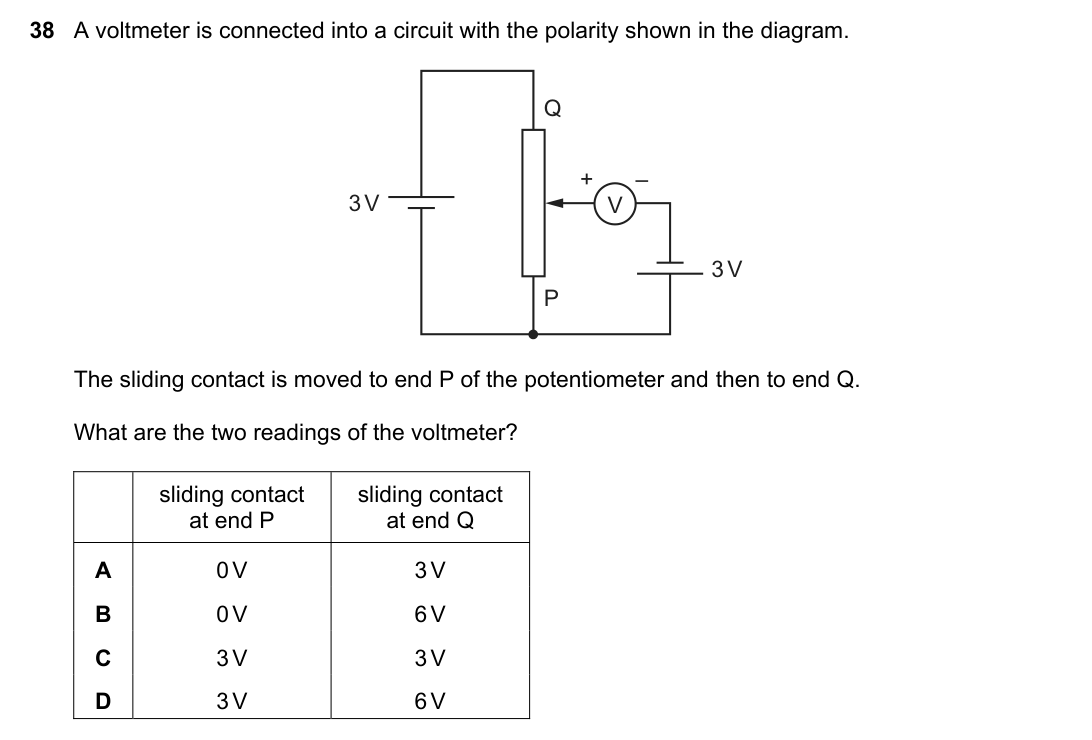 38 A voltmeter is connected into a circuit with the polarity shown in the diagram.
Q
+ –
3 V
V
3 V
P
The sliding contact is moved to end P of the potentiometer and then to end Q.
What are the two readings of the voltmeter?
sliding contact at end P sliding contact at end Q
A 0 V 3 V
B 0 V 6 V
C 3 V 3 V
D 3 V 6 V